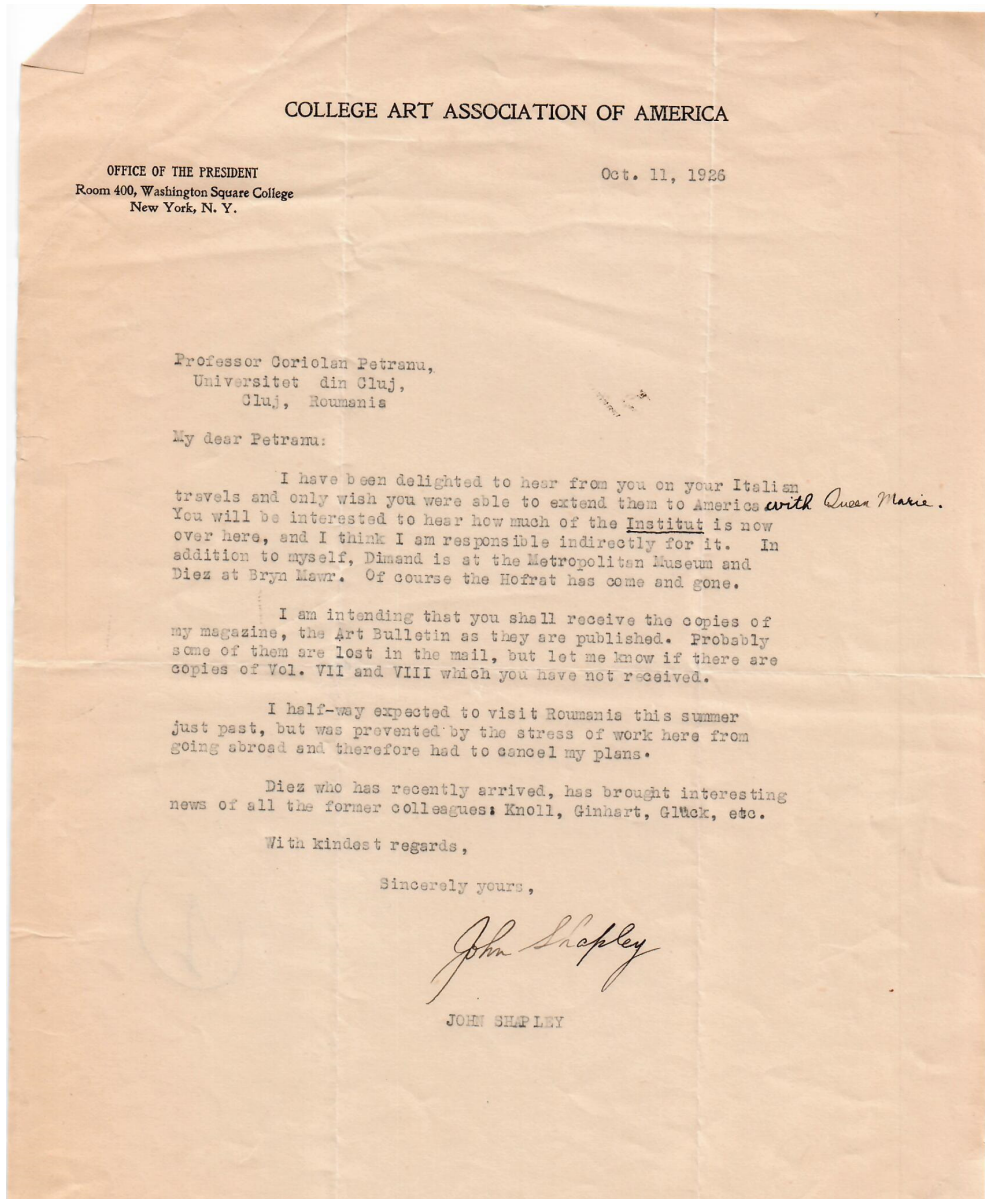 COLLEGE ART ASSOCIATION OF AMERICA
OFFICE OF THE PRESIDENT
Room 400, Washington Square College
New York, N. Y.
Oct. 11, 1926
Professor Coriolan Petranu,
Universitet din Cluj,
Cluj, Roumania
My dear Petranu:
I have been delighted to hear from you on your Italian
travels and only wish you were able to extend them to America with Queen Marie.
You will be interested to hear how much of the Institut is now
over here, and I think I am responsible indirectly for it. In
addition to myself, Dimand is at the Metropolitan Museum and
Diez at Bryn Mawr. Of course the Hofrat has come and gone.
I am intending that you shall receive the copies of
my magazine, the Art Bulletin as they are published. Probably
some of them are lost in the mail, but let me know if there are
copies of Vol. VII and VIII which you have not received.
I half-way expected to visit Roumania this summer
just past, but was prevented by the stress of work here from
going abroad and therefore had to cancel my plans.
Diez who has recently arrived, has brought interesting
news of all the former colleagues: Knoll, Ginhart, Glück, etc.
With kindest regards,
Sincerely yours,
John Shapley
JOHN SHAPLEY